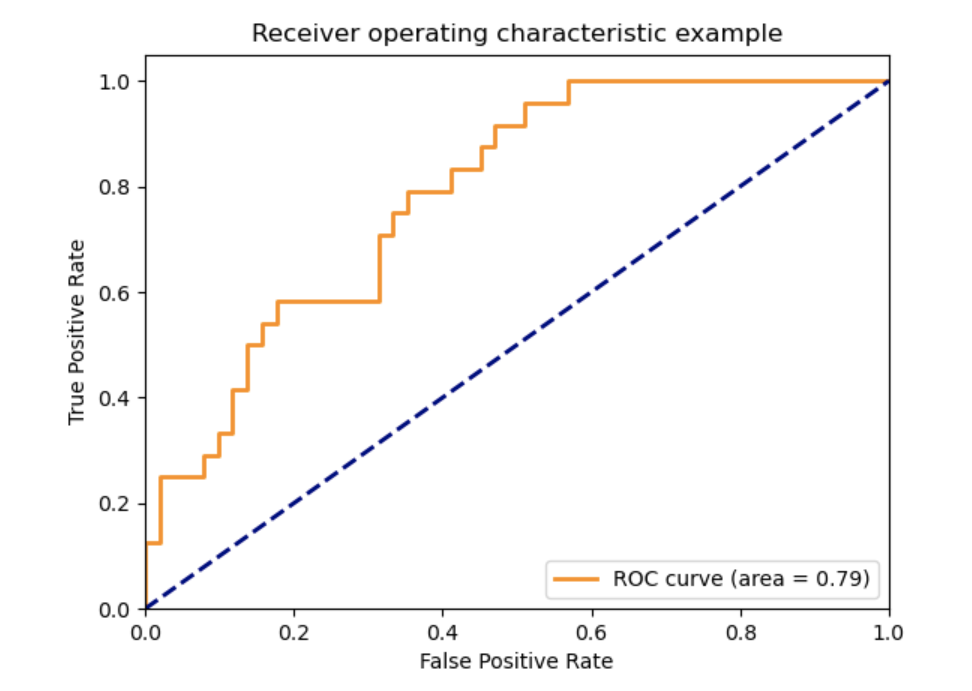 Receiver operating characteristic example
True Positive Rate
1.0
0.8
0.6
0.4
0.2
0.0
ROC curve (area = 0.79)
0.0 0.2 0.4 0.6 0.8 1.0
False Positive Rate